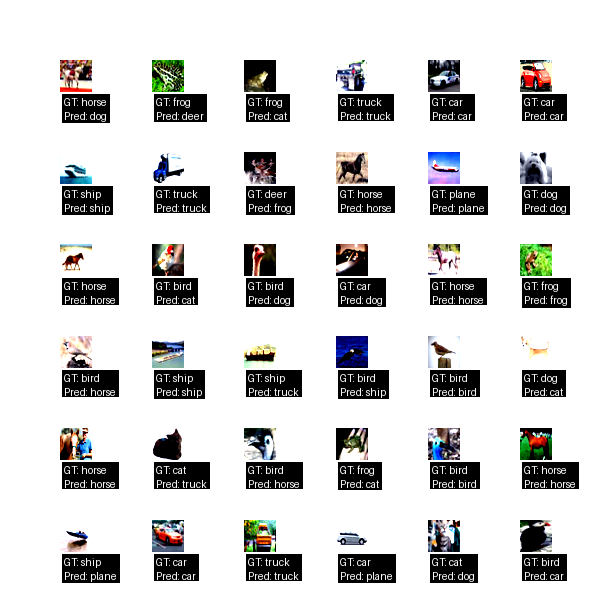 GT: horse
Pred: dog
GT: frog
Pred: deer
GT: frog
Pred: cat
GT: truck
Pred: truck
GT: car
Pred: car
GT: car
Pred: car
GT: ship
Pred: ship
GT: truck
Pred: truck
GT: deer
Pred: frog
GT: horse
Pred: horse
GT: plane
Pred: plane
GT: dog
Pred: dog
GT: horse
Pred: horse
GT: bird
Pred: cat
GT: bird
Pred: dog
GT: car
Pred: dog
GT: horse
Pred: horse
GT: frog
Pred: frog
GT: bird
Pred: horse
GT: ship
Pred: ship
GT: ship
Pred: truck
GT: bird
Pred: ship
GT: bird
Pred: bird
GT: dog
Pred: cat
GT: horse
Pred: horse
GT: cat
Pred: truck
GT: bird
Pred: horse
GT: frog
Pred: cat
GT: bird
Pred: bird
GT: horse
Pred: horse
GT: ship
Pred: plane
GT: car
Pred: car
GT: truck
Pred: truck
GT: car
Pred: plane
GT: cat
Pred: dog
GT: bird
Pred: car